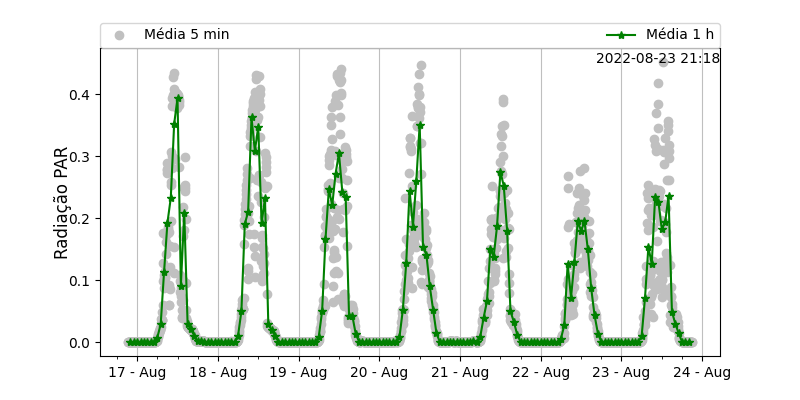 Média 5 min
Média 1 h
2022-08-23 21:18
Radiação PAR
0.4
0.3
0.2
0.1
0.0
17 - Aug
18 - Aug
19 - Aug
20 - Aug
21 - Aug
22 - Aug
23 - Aug
24 - Aug